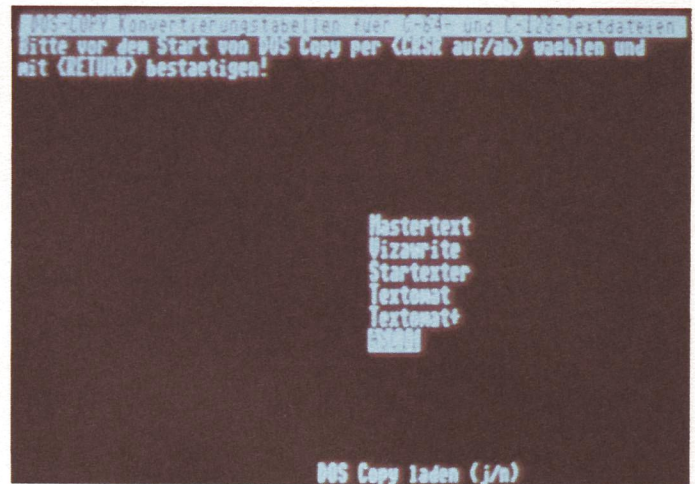 DOS-COPY Konvertierungstabellen fuer C-64- und C-128-Textdateien
Bitte vor dem Start von DOS Copy per <CRSR auf/ab> waehlen und
mit <RETURN> bestaetigen!
Mastertext
Vizawrite
Startexter
Textomat
Textomat+
DOS Copy laden (j/n)